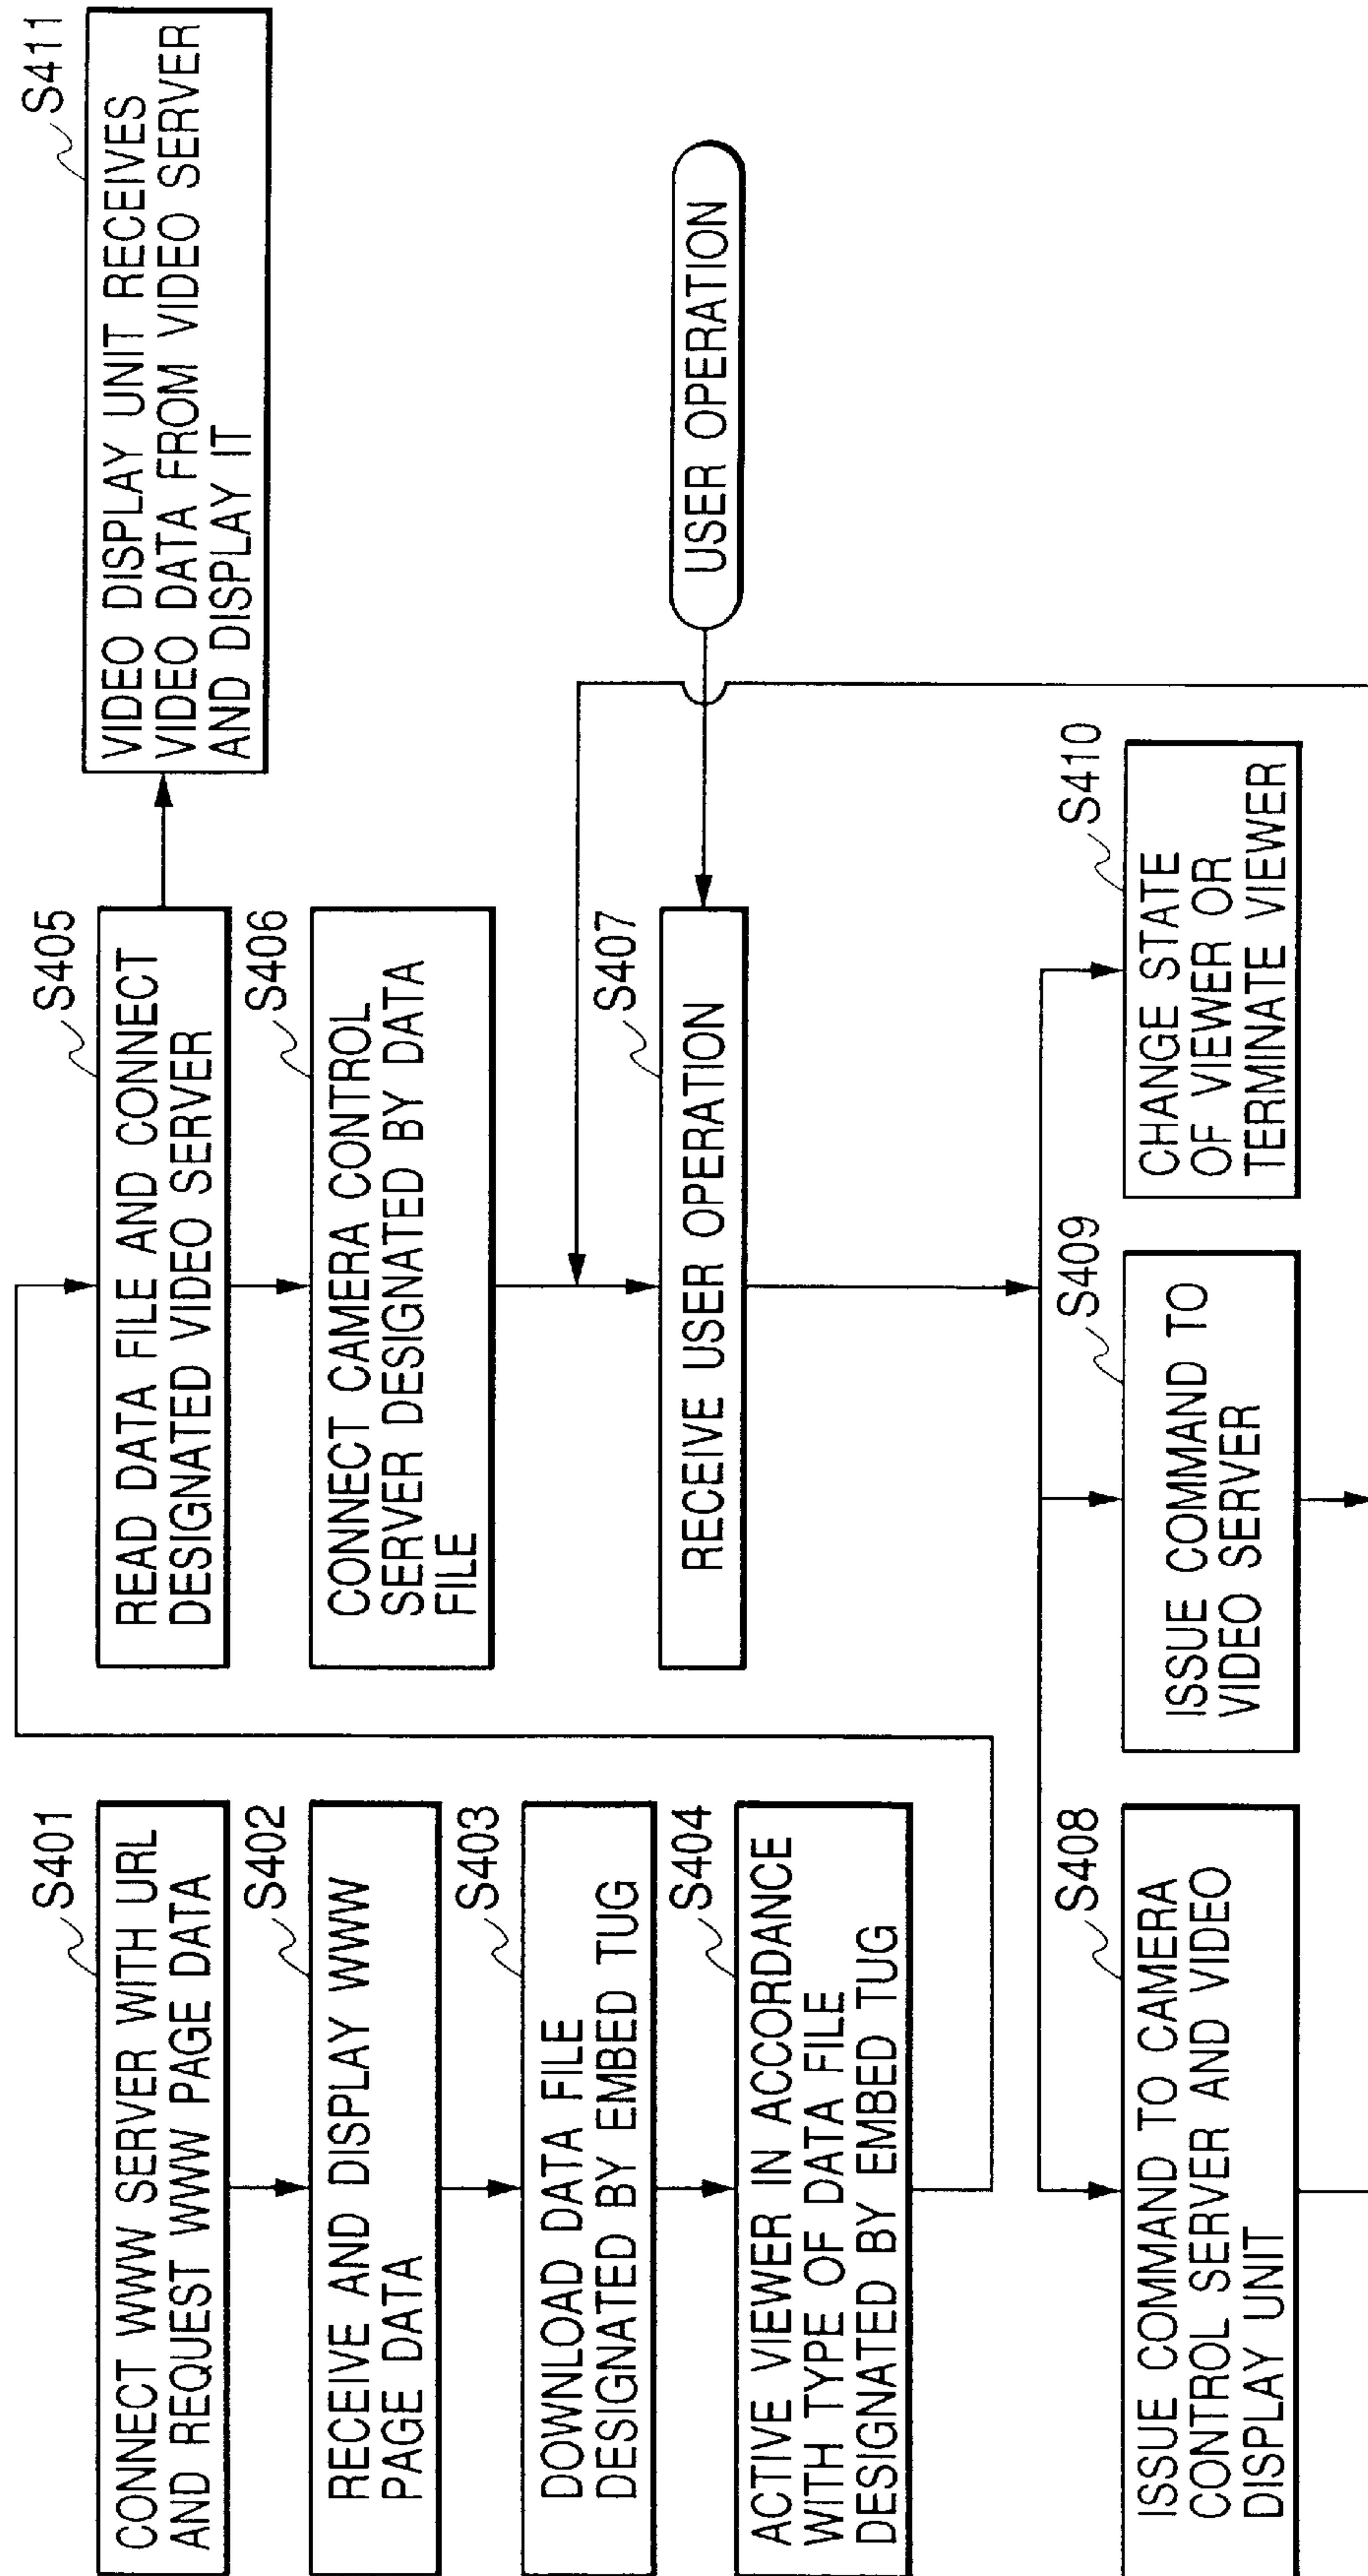 S401
CONNECT WWW SERVER WITH URL
AND REQUEST WWW PAGE DATA
S402
RECEIVE AND DISPLAY WWW
PAGE DATA
S403
DOWNLOAD DATA FILE
DESIGNATED BY EMBED TUG
S404
ACTIVE VIEWER IN ACCORDANCE
WITH TYPE OF DATA FILE
DESIGNATED BY EMBED TUG
S405
READ DATA FILE AND CONNECT
DESIGNATED VIDEO SERVER
S411
VIDEO DISPLAY UNIT RECEIVES
VIDEO DATA FROM VIDEO SERVER
AND DISPLAY IT
S406
CONNECT CAMERA CONTROL
SERVER DESIGNATED BY DATA
FILE
S407
RECEIVE USER OPERATION
USER OPERATION
S408
ISSUE COMMAND TO CAMERA
CONTROL SERVER AND VIDEO
DISPLAY UNIT
S409
ISSUE COMMAND TO
VIDEO SERVER
S410
CHANGE STATE
OF VIEWER OR
TERMINATE VIEWER